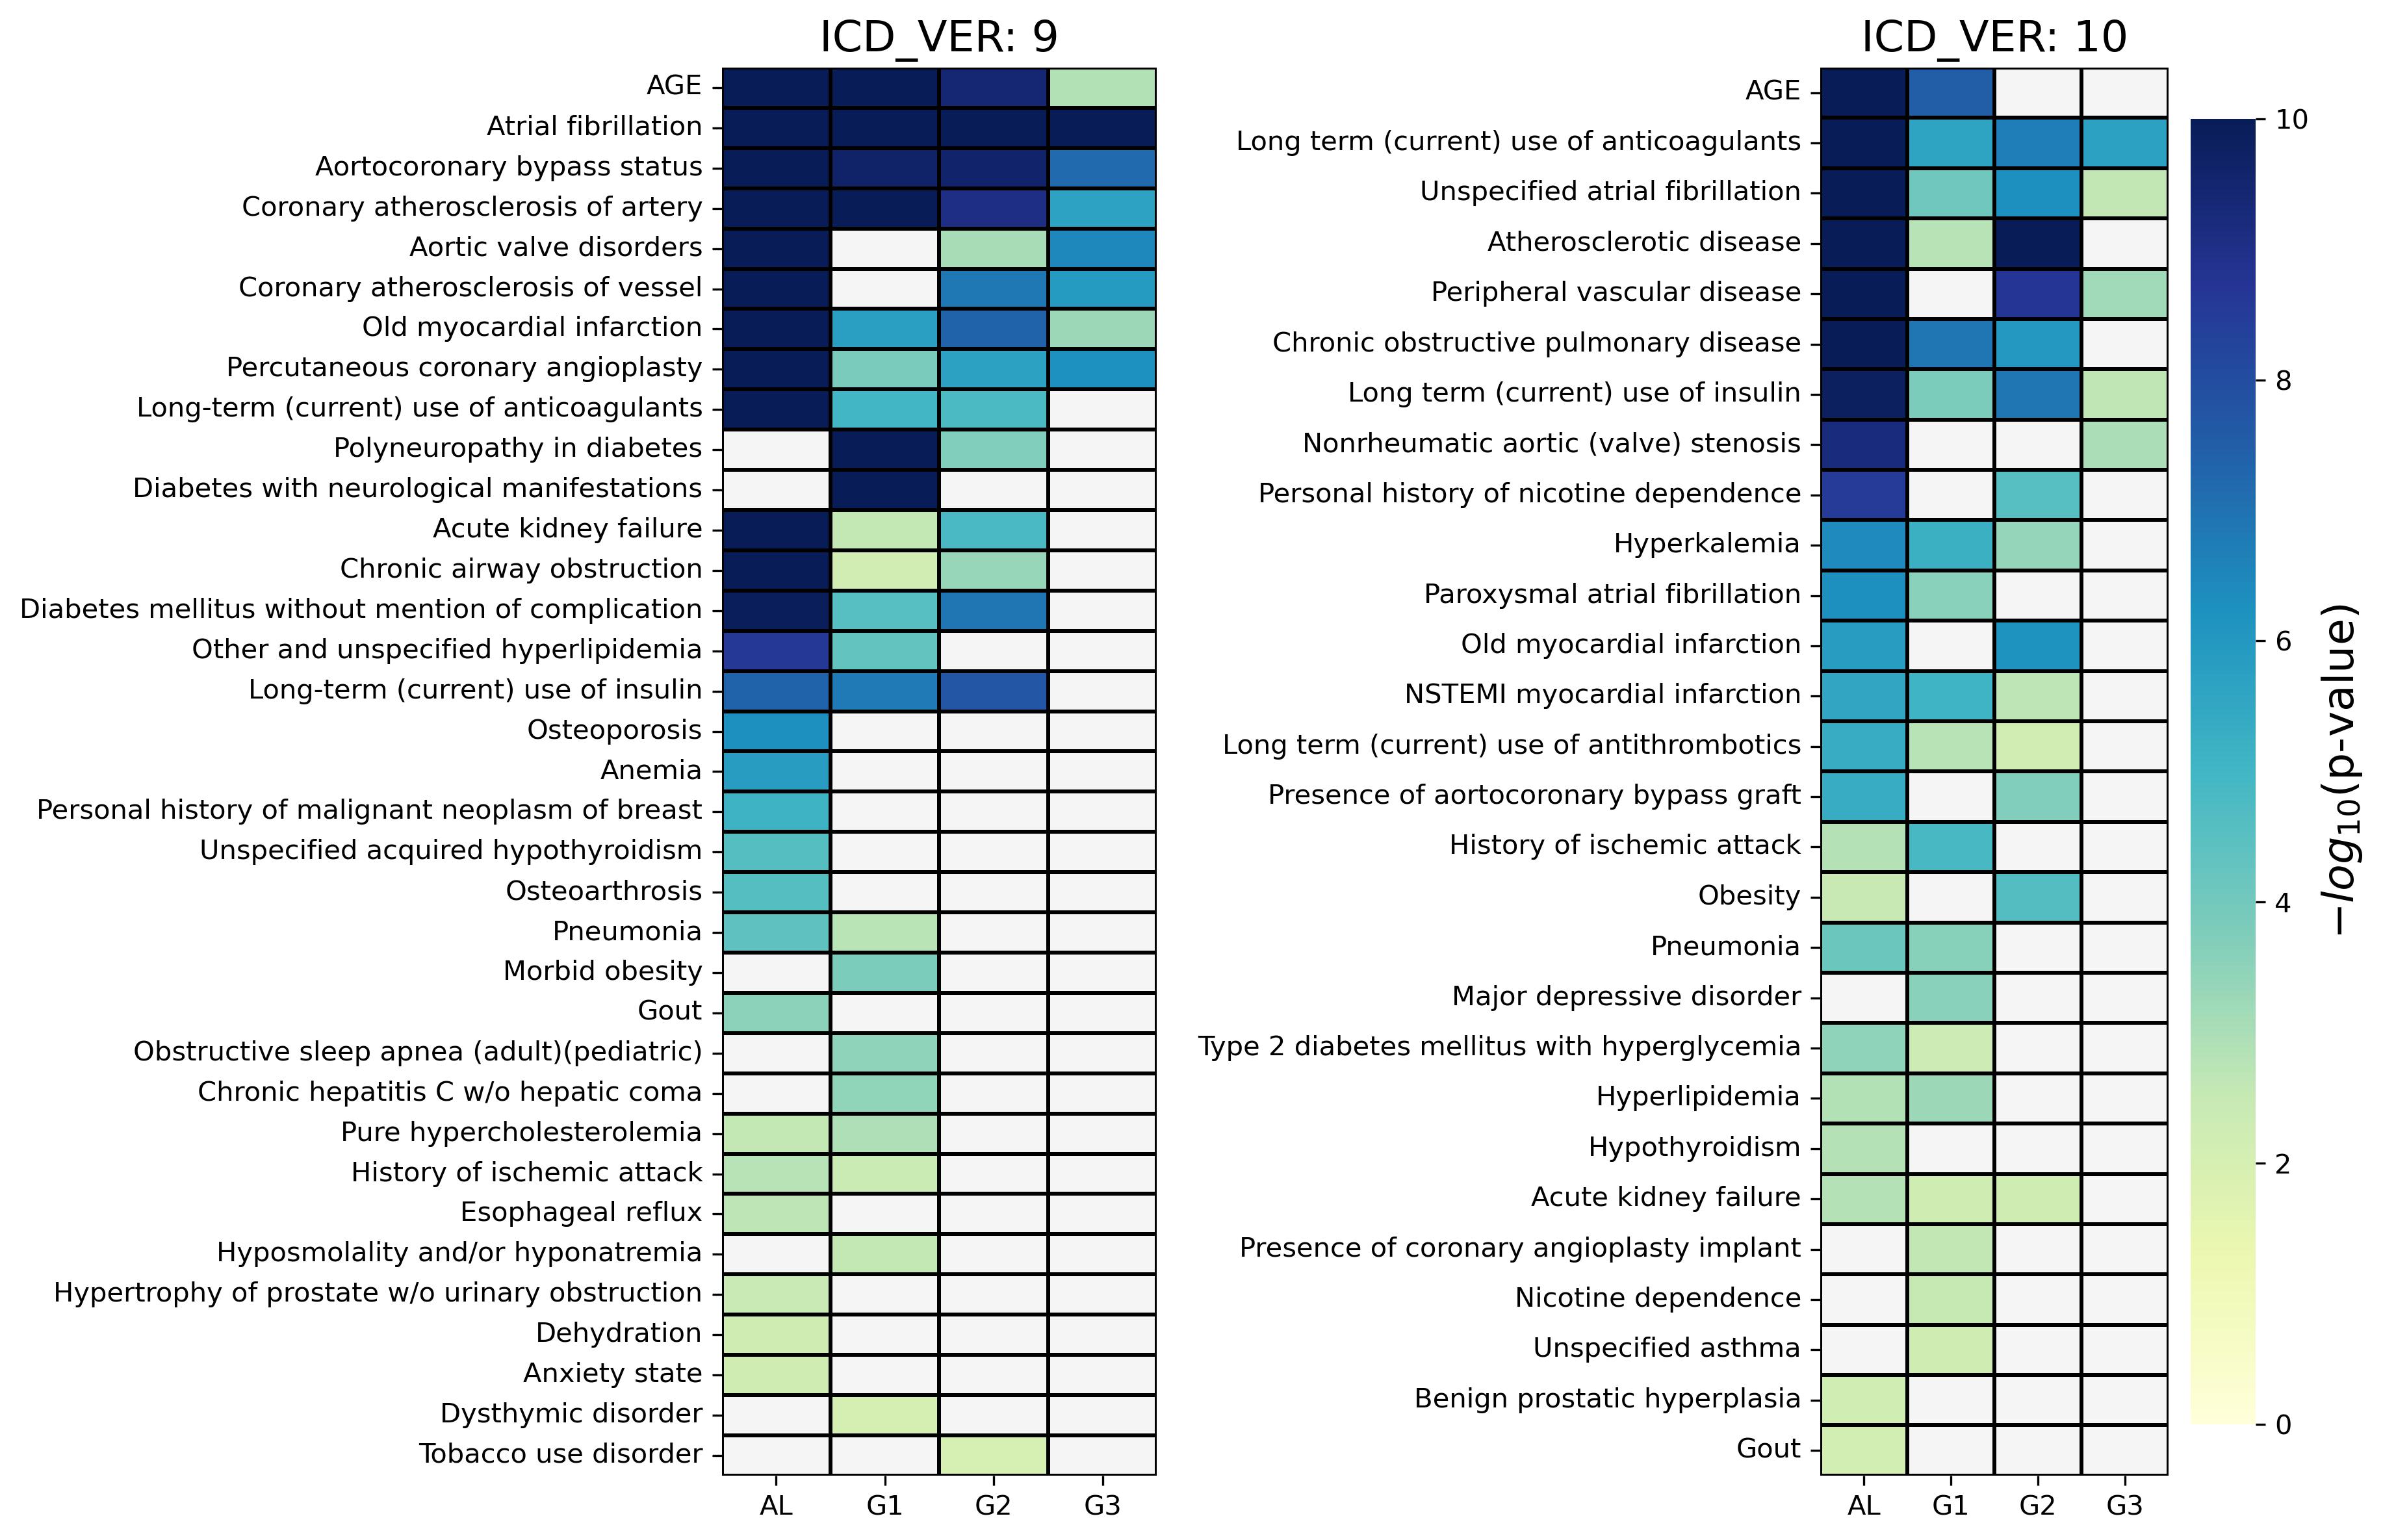 ICD_VER: 9
AGE
Atrial fibrillation
Aortocoronary bypass status
Coronary atherosclerosis of artery
Aortic valve disorders
Coronary atherosclerosis of vessel
Old myocardial infarction
Percutaneous coronary angioplasty
Long-term (current) use of anticoagulants
Polyneuropathy in diabetes
Diabetes with neurological manifestations
Acute kidney failure
Chronic airway obstruction
Diabetes mellitus without mention of complication
Other and unspecified hyperlipidemia
Long-term (current) use of insulin
Osteoporosis
Anemia
Personal history of malignant neoplasm of breast
Unspecified acquired hypothyroidism
Osteoarthrosis
Pneumonia
Morbid obesity
Gout
Obstructive sleep apnea (adult)(pediatric)
Chronic hepatitis C w/o hepatic coma
Pure hypercholesterolemia
History of ischemic attack
Esophageal reflux
Hyposmolality and/or hyponatremia
Hypertrophy of prostate w/o urinary obstruction
Dehydration
Anxiety state
Dysthymic disorder
Tobacco use disorder
AL G1 G2 G3
ICD_VER: 10
AGE
Long term (current) use of anticoagulants
Unspecified atrial fibrillation
Atherosclerotic disease
Peripheral vascular disease
Chronic obstructive pulmonary disease
Long term (current) use of insulin
Nonrheumatic aortic (valve) stenosis
Personal history of nicotine dependence
Hyperkalemia
Paroxysmal atrial fibrillation
Old myocardial infarction
NSTEMI myocardial infarction
Long term (current) use of antithrombotics
Presence of aortocoronary bypass graft
History of ischemic attack
Obesity
Pneumonia
Major depressive disorder
Type 2 diabetes mellitus with hyperglycemia
Hyperlipidemia
Hypothyroidism
Acute kidney failure
Presence of coronary angioplasty implant
Nicotine dependence
Unspecified asthma
Benign prostatic hyperplasia
Gout
AL G1 G2 G3
10
8
6
4
2
0
−log₁₀(p-value)